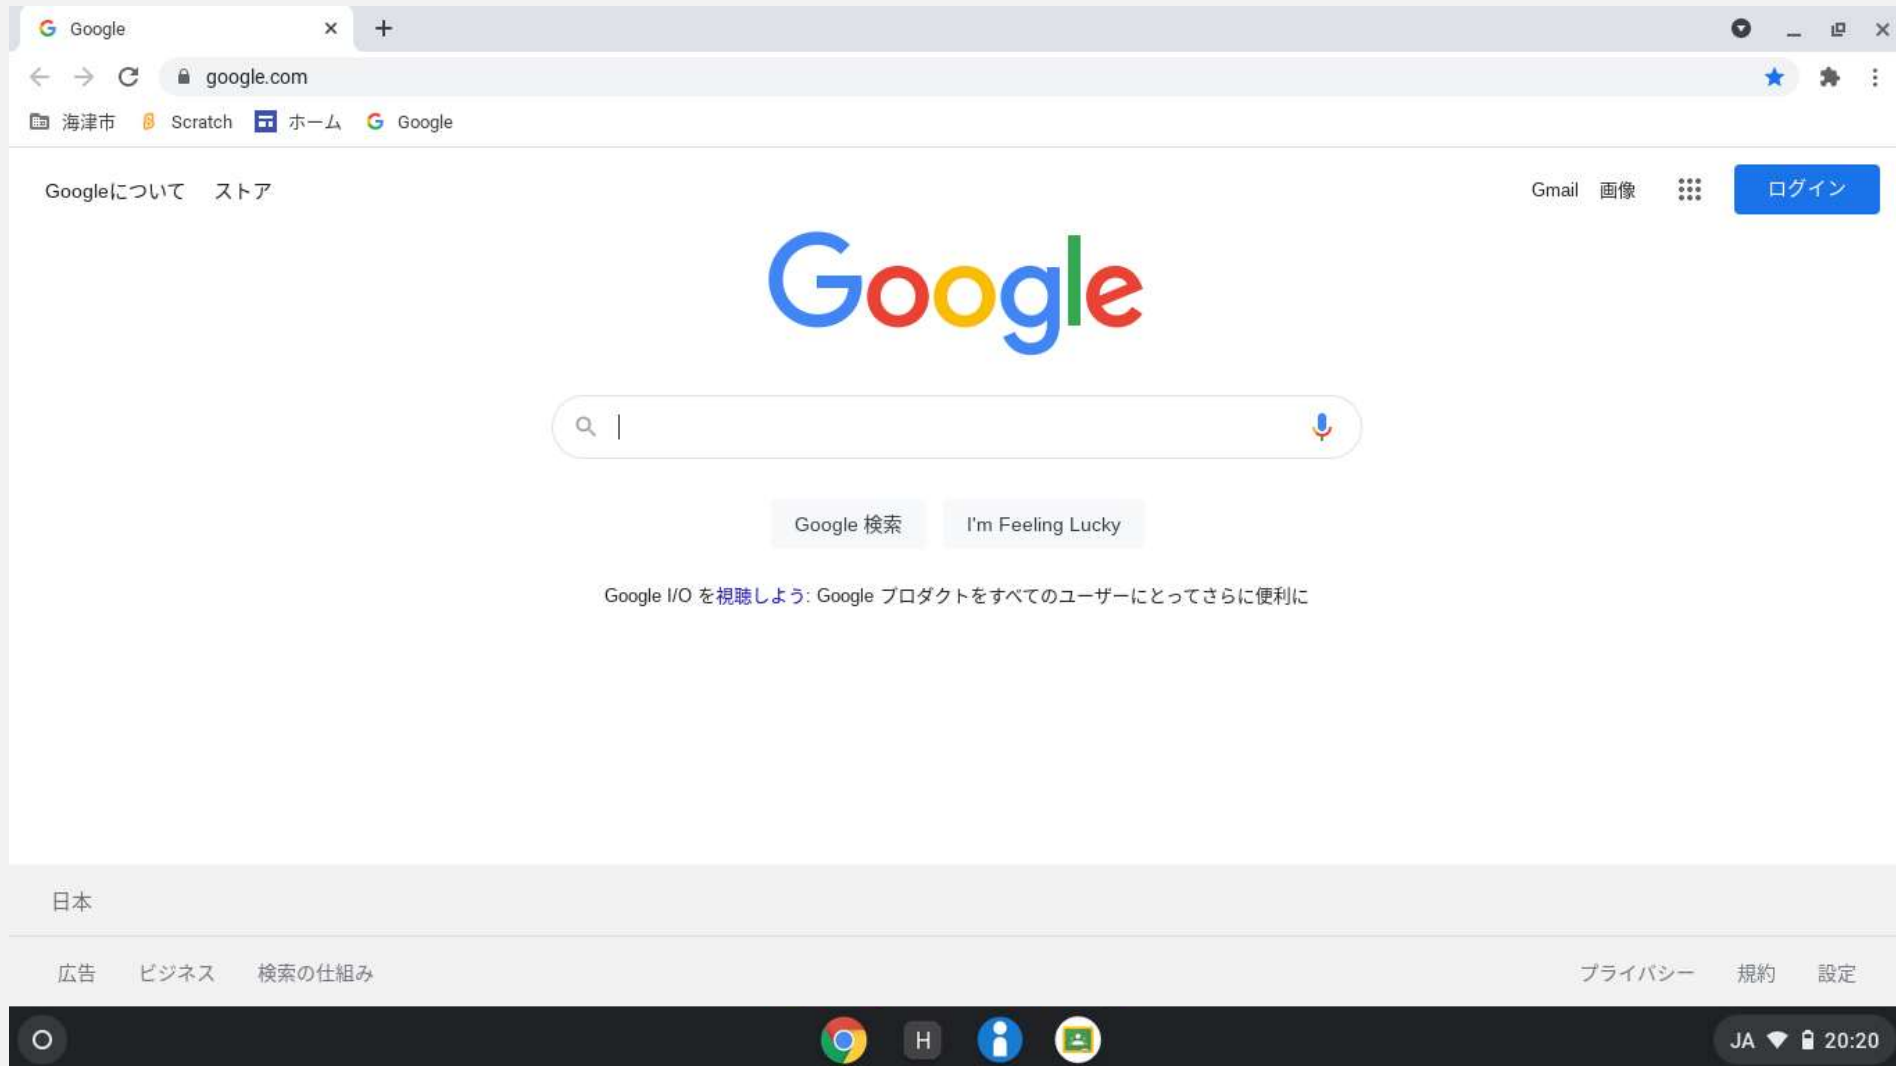 Google
google.com
海津市 Scratch ホーム Google
Googleについて ストア Gmail 画像 ログイン
Google
Google 検索 I'm Feeling Lucky
Google I/O を視聴しよう: Google プロダクトをすべてのユーザーにとってさらに便利に
日本
広告 ビジネス 検索の仕組み プライバシー 規約 設定
H JA 20:20